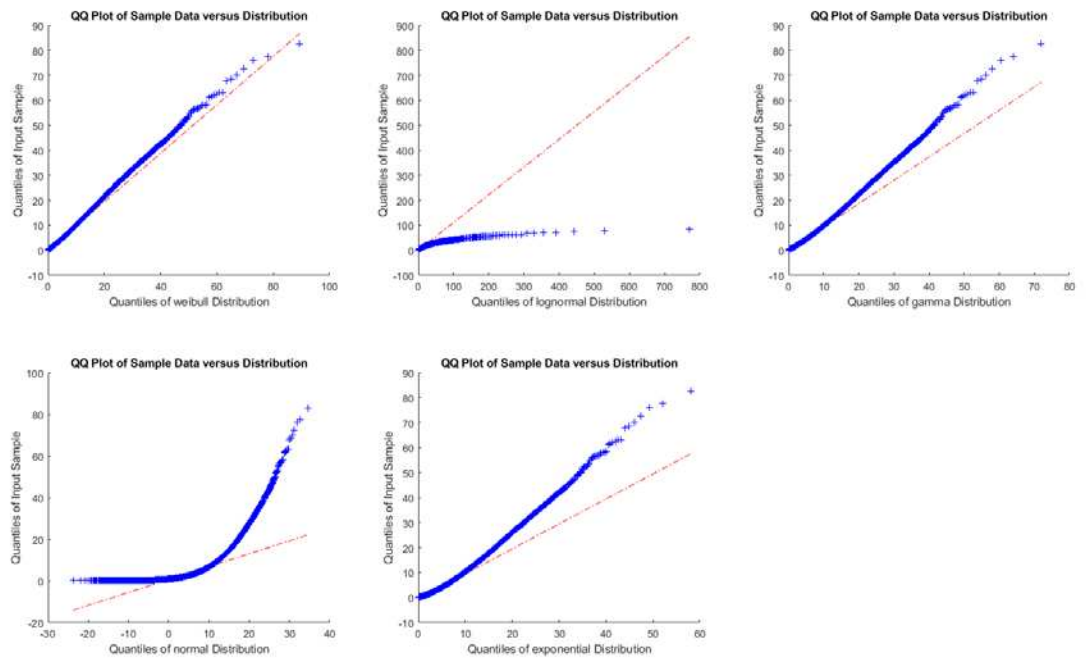 QQ Plot of Sample Data versus Distribution
90
80
70
60
50
40
30
20
10
0
-10
Quantiles of Input Sample
0 20 40 60 80 100
Quantiles of weibull Distribution
QQ Plot of Sample Data versus Distribution
900
800
700
600
500
400
300
200
100
0
-100
Quantiles of Input Sample
0 100 200 300 400 500 600 700 800
Quantiles of lognormal Distribution
QQ Plot of Sample Data versus Distribution
90
80
70
60
50
40
30
20
10
0
-10
Quantiles of Input Sample
0 10 20 30 40 50 60 70 80
Quantiles of gamma Distribution
QQ Plot of Sample Data versus Distribution
100
80
60
40
20
0
-20
Quantiles of Input Sample
-30 -20 -10 0 10 20 30 40
Quantiles of normal Distribution
QQ Plot of Sample Data versus Distribution
90
80
70
60
50
40
30
20
10
0
-10
Quantiles of Input Sample
0 10 20 30 40 50 60
Quantiles of exponential Distribution